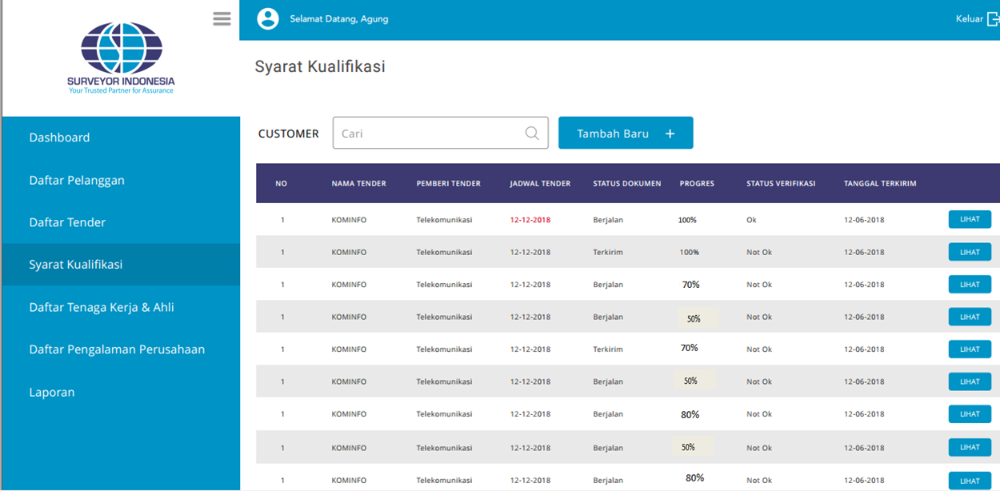 Selamat Datang, Agung
Keluar
SURVEYOR INDONESIA
Your Trusted Partner for Assurance
Dashboard
Daftar Pelanggan
Daftar Tender
Syarat Kualifikasi
Daftar Tenaga Kerja & Ahli
Daftar Pengalaman Perusahaan
Laporan
Syarat Kualifikasi
CUSTOMER Cari Tambah Baru +
NO NAMA TENDER PEMBERI TENDER JADWAL TENDER STATUS DOKUMEN PROGRES STATUS VERIFIKASI TANGGAL TERKIRIM
1 KOMINFO Telekomunikasi 12-12-2018 Berjalan 100% Ok 12-06-2018 LIHAT
1 KOMINFO Telekomunikasi 12-12-2018 Terkirim 100% Not Ok 12-06-2018 LIHAT
1 KOMINFO Telekomunikasi 12-12-2018 Berjalan 70% Not Ok 12-06-2018 LIHAT
1 KOMINFO Telekomunikasi 12-12-2018 Berjalan 50% Not Ok 12-06-2018 LIHAT
1 KOMINFO Telekomunikasi 12-12-2018 Terkirim 70% Not Ok 12-06-2018 LIHAT
1 KOMINFO Telekomunikasi 12-12-2018 Berjalan 50% Not Ok 12-06-2018 LIHAT
1 KOMINFO Telekomunikasi 12-12-2018 Berjalan 80% Not Ok 12-06-2018 LIHAT
1 KOMINFO Telekomunikasi 12-12-2018 Berjalan 50% Not Ok 12-06-2018 LIHAT
1 KOMINFO Telekomunikasi 12-12-2018 Berjalan 80% Not Ok 12-06-2018 LIHAT